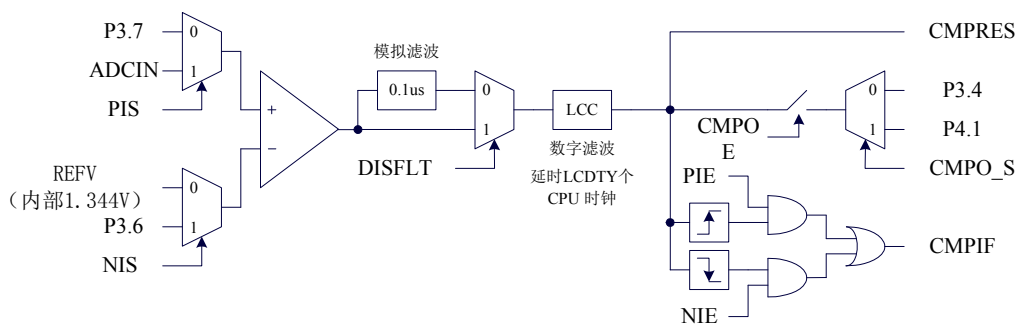 P3.7
0
ADCIN
1
PIS
+
−
REFV
（内部1.344V）
0
P3.6
1
NIS
模拟滤波
0.1us
0
1
DISFLT
LCC
数字滤波
延时LCDTY个
CPU 时钟
CMPRES
CMPO
E
0
P3.4
1
P4.1
CMPO_S
PIE
NIE
CMPIF